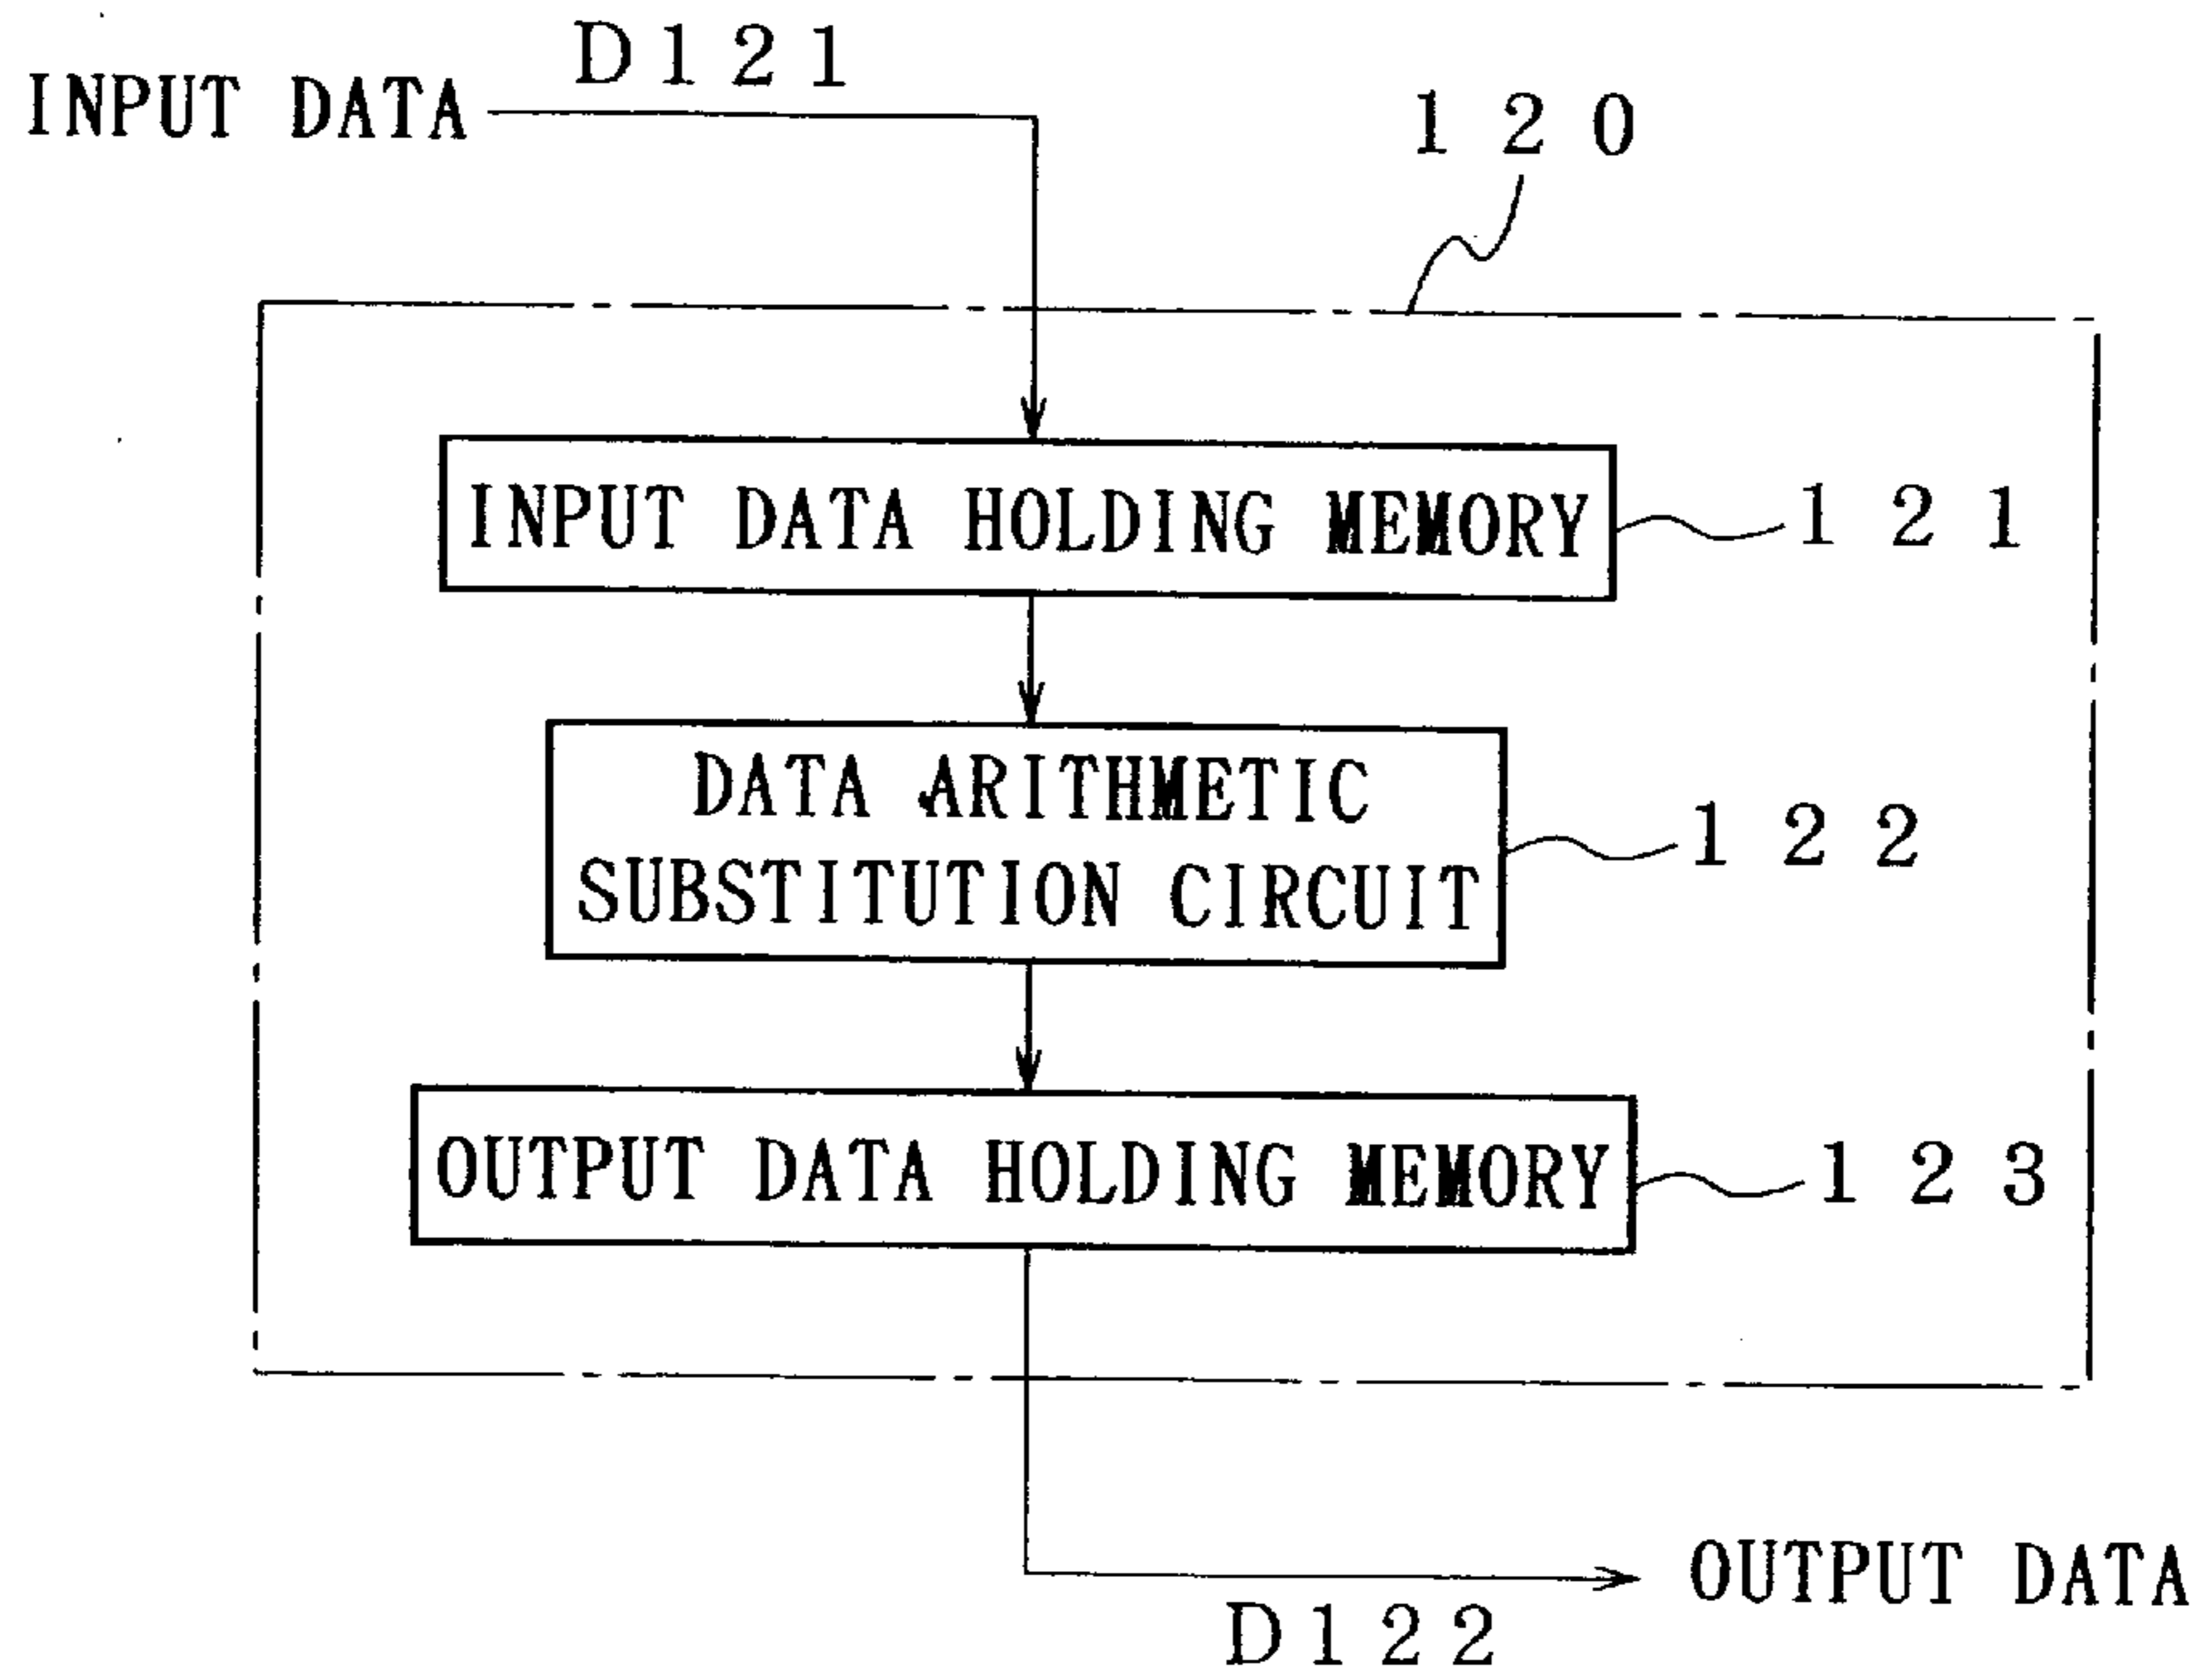 D121
INPUT DATA
120
INPUT DATA HOLDING MEMORY
121
DATA ARITHMETIC
SUBSTITUTION CIRCUIT
122
OUTPUT DATA HOLDING MEMORY
123
OUTPUT DATA
D122